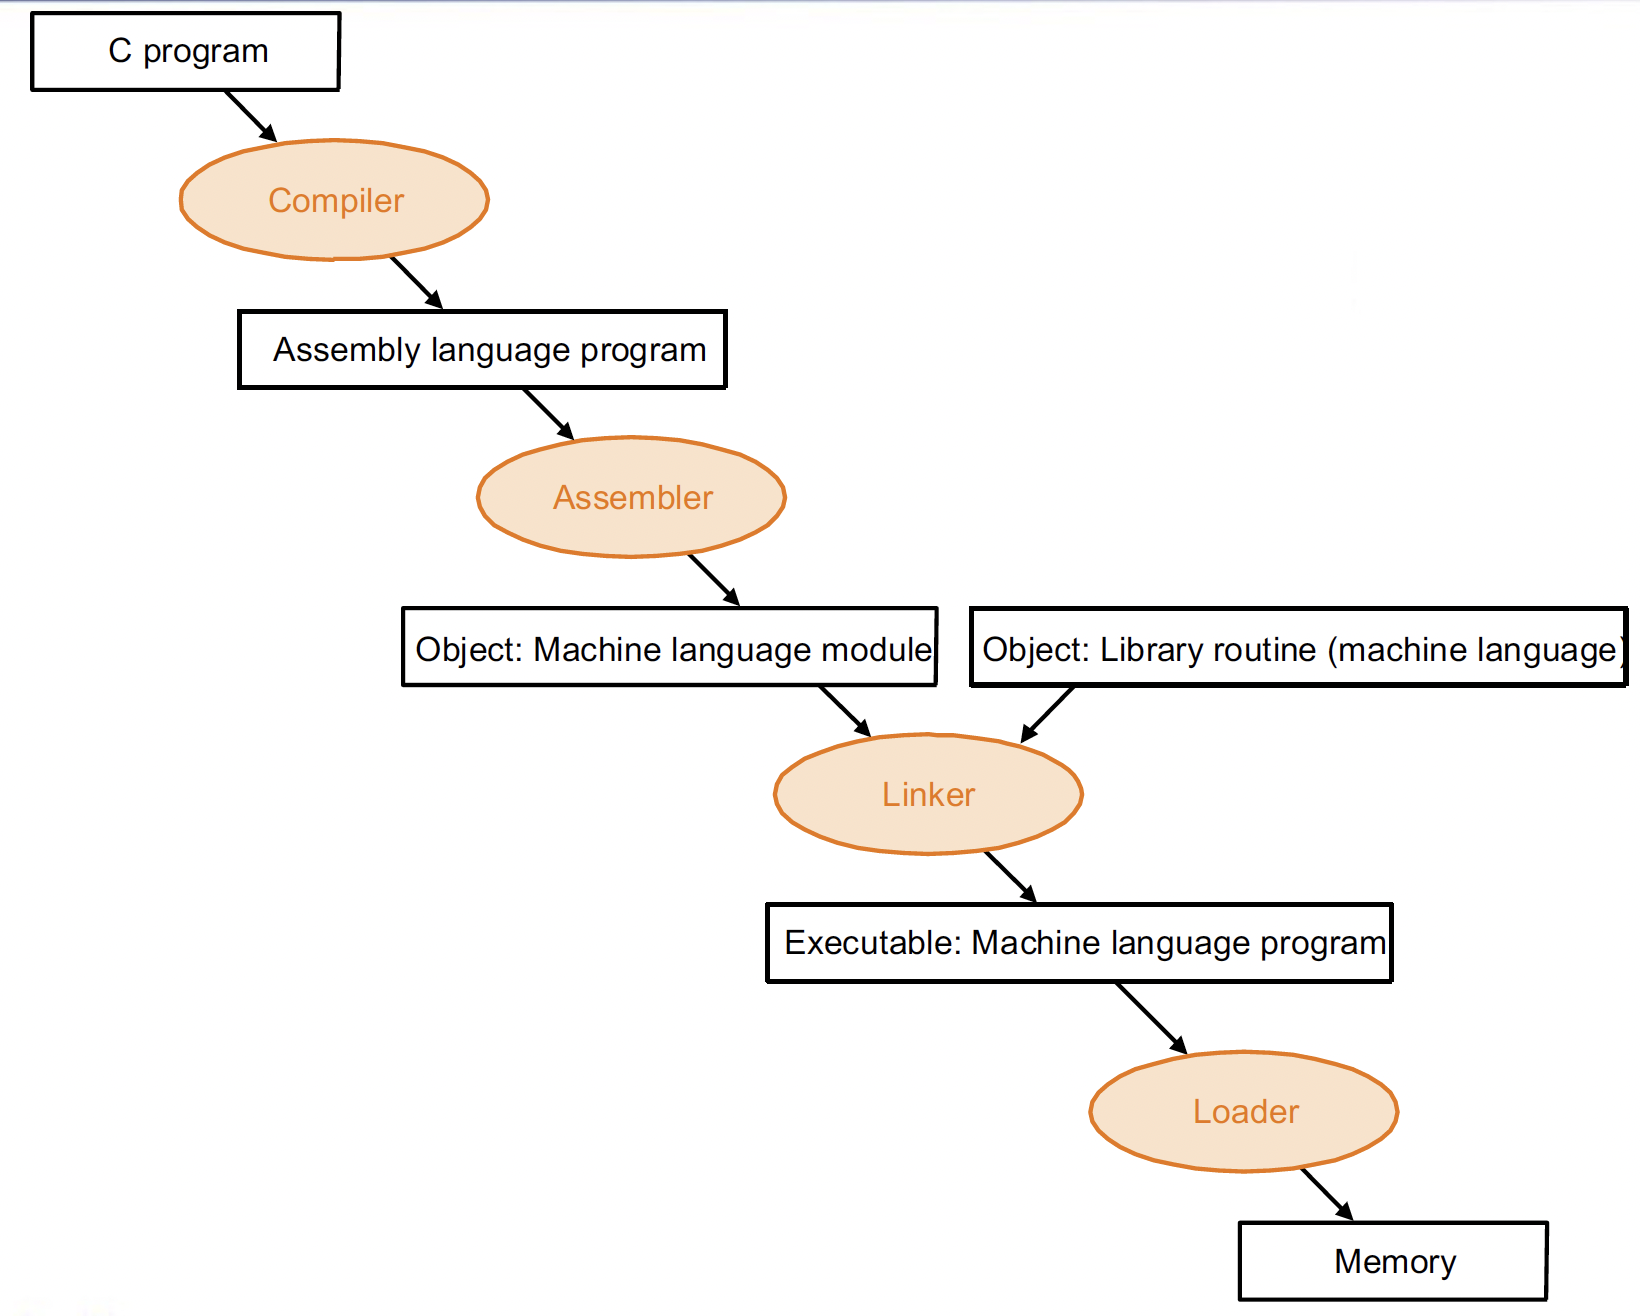 C program
Compiler
Assembly language program
Assembler
Object: Machine language module
Object: Library routine (machine language)
Linker
Executable: Machine language program
Loader
Memory